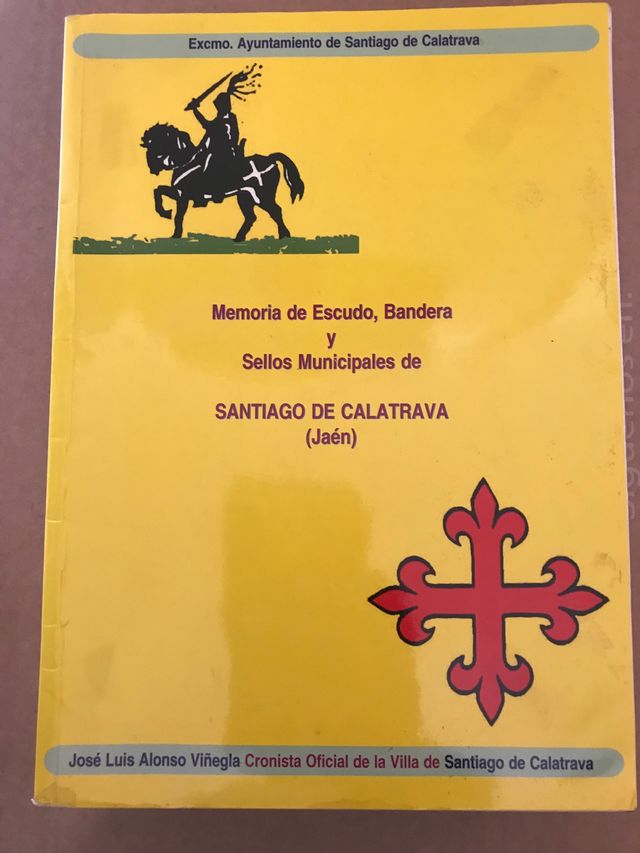 Excmo. Ayuntamiento de Santiago de Calatrava
Memoria de Escudo, Bandera
y
Sellos Municipales de
SANTIAGO DE CALATRAVA
(Jaén)
José Luis Alonso Viñegla Cronista Oficial de la Villa de Santiago de Calatrava